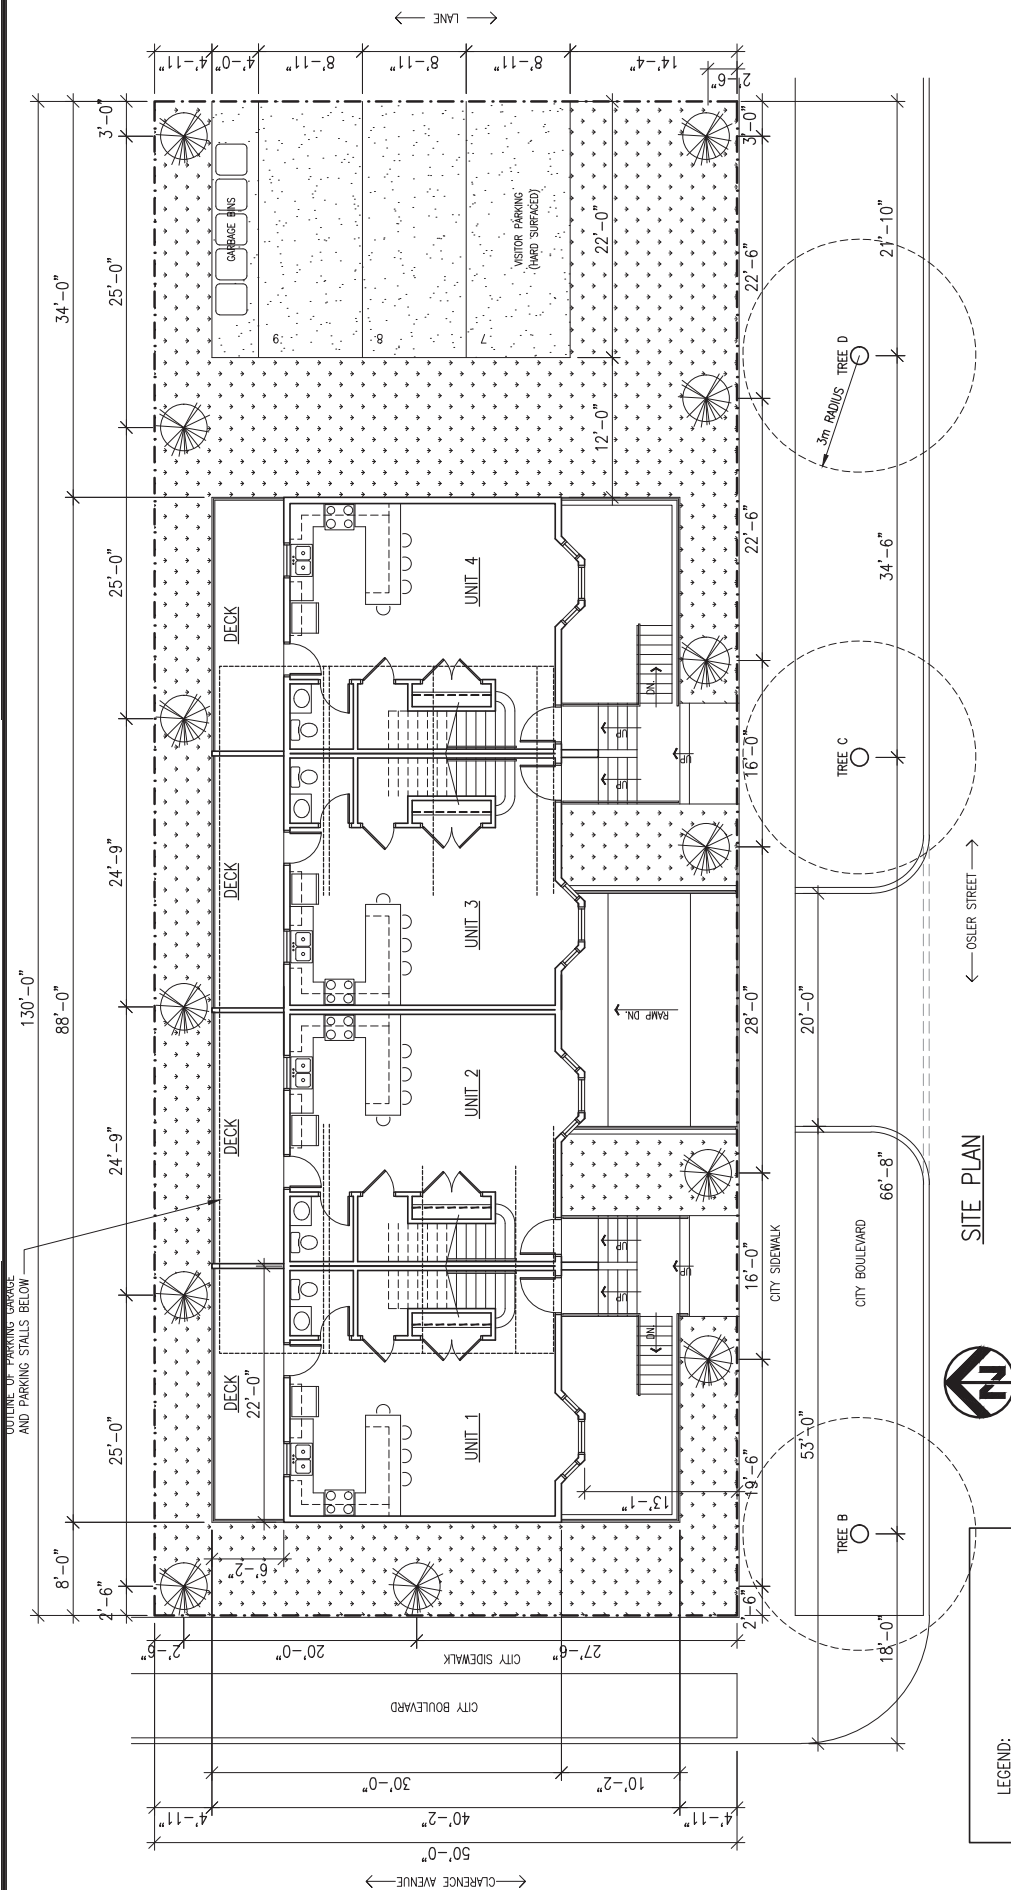 LANE
4'-11"
4'-0"
8'-11"
8'-11"
8'-11"
14'-4"
2'-6"
3'-0"
3'-0"
34'-0"
25'-0"
GARBAGE BINS
9
8
7
VISITOR PARKING
(HARD SURFACED)
22'-0"
22'-6"
21'-10"
12'-0"
3m RADIUS
TREE D
130'-0"
88'-0"
25'-0"
24'-9"
24'-9"
25'-0"
8'-0"
2'-6"
DECK
DECK
DECK
DECK
UNIT 4
UNIT 3
UNIT 2
UNIT 1
22'-6"
34'-6"
DN.
UP
UP
UP
16'-0"
TREE C
RAMP DN.
28'-0"
20'-0"
OSLER STREET
UP
UP
UP
DN.
16'-0"
CITY SIDEWALK
CITY BOULEVARD
66'-8"
SITE PLAN
N
OUTLINE OF PARKING GARAGE
AND PARKING STALLS BELOW
22'-0"
6'-2"
13'-1"
19'-6"
53'-0"
TREE B
2'-6"
18'-0"
2'-6"
20'-0"
27'-6"
CITY SIDEWALK
CITY BOULEVARD
30'-0"
10'-2"
4'-11"
40'-2"
4'-11"
50'-0"
CLARENCE AVENUE
LEGEND: